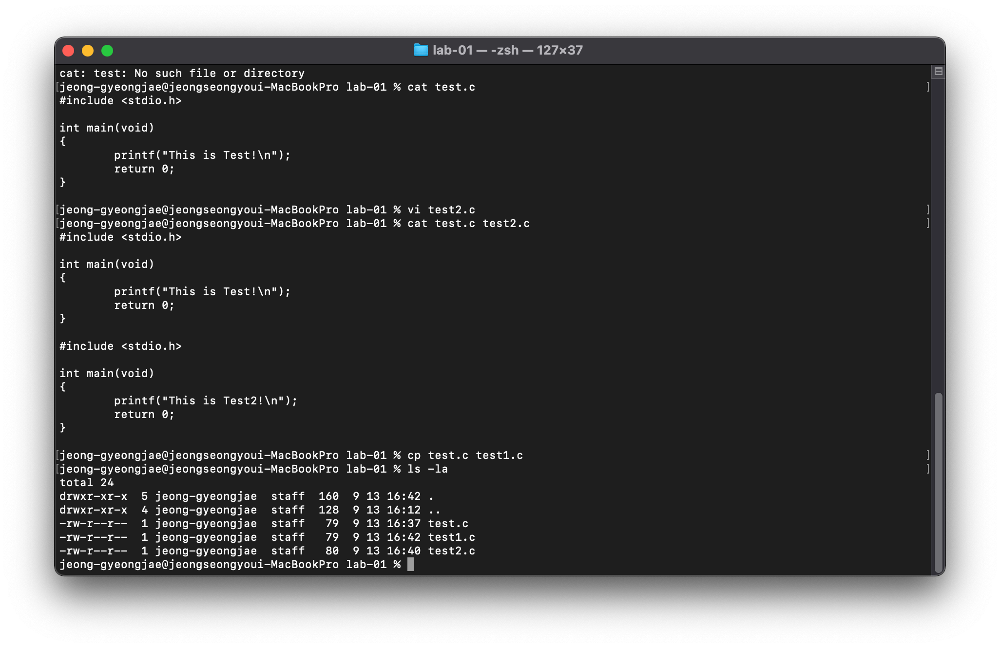 lab-01 — -zsh — 127×37
cat: test: No such file or directory
[jeong-gyeongjae@jeongseongyoui-MacBookPro lab-01 % cat test.c ]
#include <stdio.h>

int main(void)
{
        printf("This is Test!\n");
        return 0;
}

[jeong-gyeongjae@jeongseongyoui-MacBookPro lab-01 % vi test2.c ]
[jeong-gyeongjae@jeongseongyoui-MacBookPro lab-01 % cat test.c test2.c ]
#include <stdio.h>

int main(void)
{
        printf("This is Test!\n");
        return 0;
}

#include <stdio.h>

int main(void)
{
        printf("This is Test2!\n");
        return 0;
}

[jeong-gyeongjae@jeongseongyoui-MacBookPro lab-01 % cp test.c test1.c ]
[jeong-gyeongjae@jeongseongyoui-MacBookPro lab-01 % ls -la ]
total 24
drwxr-xr-x  5 jeong-gyeongjae  staff  160  9 13 16:42 .
drwxr-xr-x  4 jeong-gyeongjae  staff  128  9 13 16:12 ..
-rw-r--r--  1 jeong-gyeongjae  staff   79  9 13 16:37 test.c
-rw-r--r--  1 jeong-gyeongjae  staff   79  9 13 16:42 test1.c
-rw-r--r--  1 jeong-gyeongjae  staff   80  9 13 16:40 test2.c
jeong-gyeongjae@jeongseongyoui-MacBookPro lab-01 %